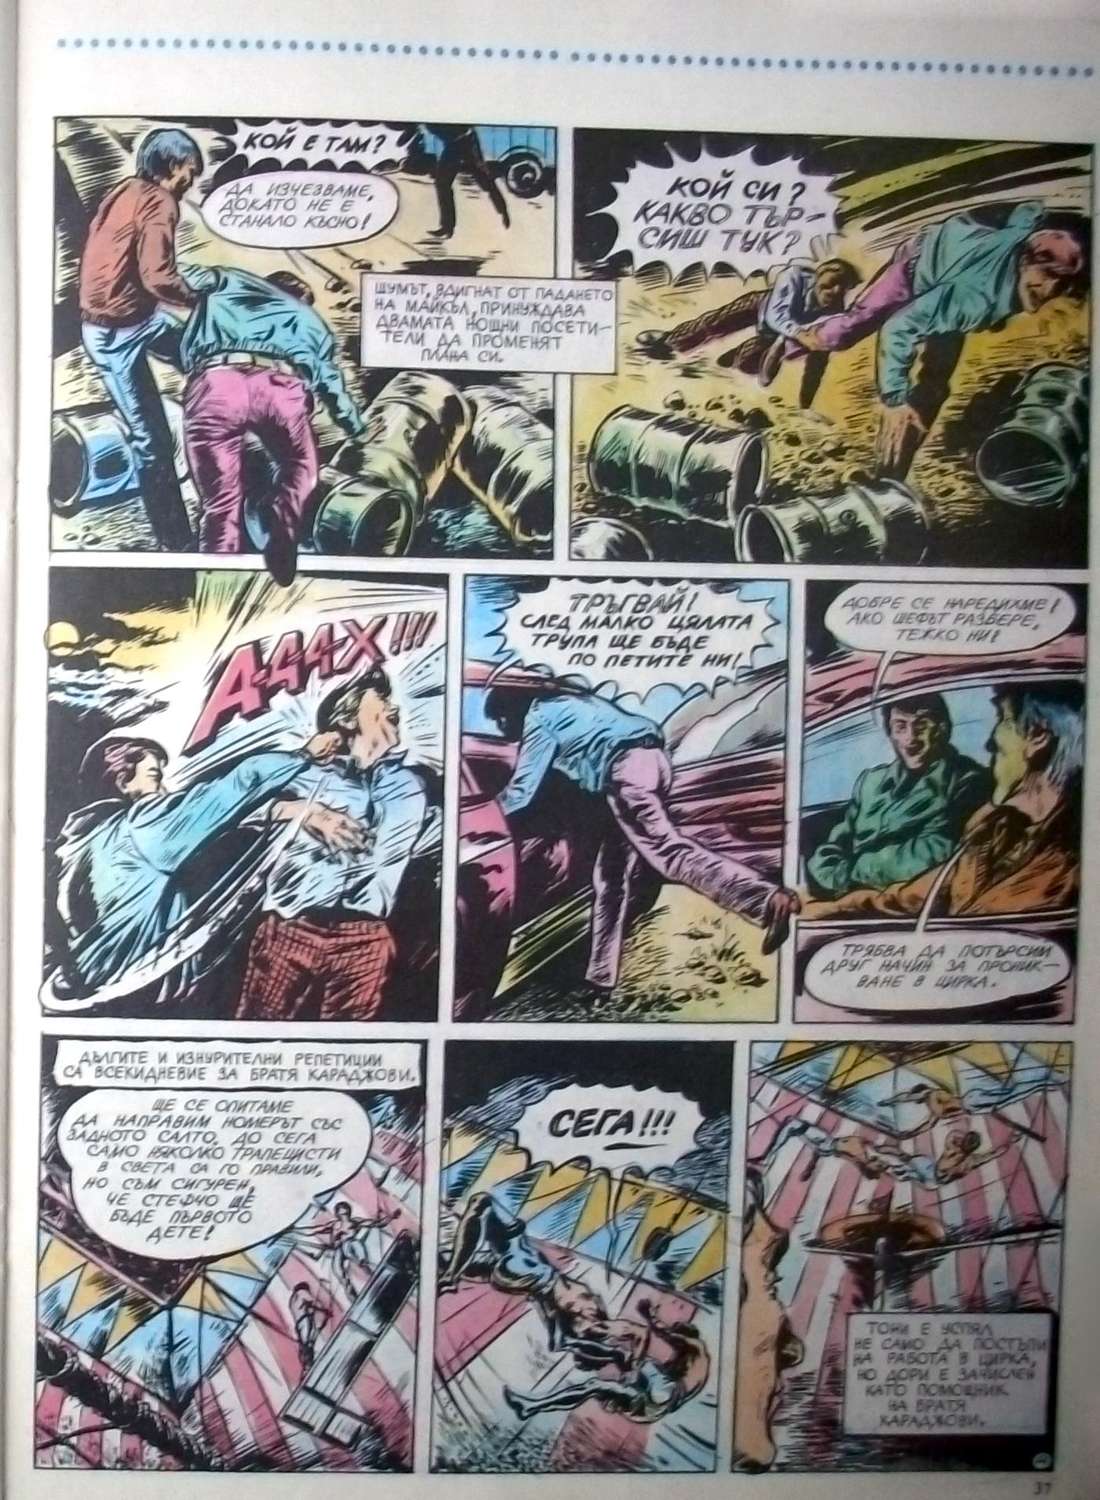 КОЙ Е ТАМ?
ДА ИЗЧЕЗВАМЕ,
ДОКАТО НЕ Е
СТАНАЛО КЪСНО!
ШУМЪТ, ВДИГНАТ ОТ ПАДАНЕТО
НА МАЙКЪЛ, ПРИНУЖДАВА
ДВАМАТА НОЩНИ ПОСЕТИ-
ТЕЛИ ДА ПРОМЕНЯТ
ПЛАНА СИ.
КОЙ СИ?
КАКВО ТЪР-
СИШ ТУК?
А-ААХ!!!
ТРЪГВАЙ!
СЛЕД МАЛКО ЦЯЛАТА
ТРУПА ЩЕ БЪДЕ
ПО ПЕТИТЕ НИ!
ДОБРЕ СЕ НАРЕДИХМЕ!
АКО ШЕФЪТ РАЗБЕРЕ,
ТЕЖКО НИ!
ТРЯБВА ДА ПОТЪРСИМ
ДРУГ НАЧИН ЗА ПРОНИК-
ВАНЕ В ЦИРКА.
ДЪЛГИТЕ И ИЗНУРИТЕЛНИ РЕПЕТИЦИИ
СА ВСЕКИДНЕВИЕ ЗА БРАТЯ КАРАДЖОВИ.
ЩЕ СЕ ОПИТАМЕ
ДА НАПРАВИМ НОМЕРЪТ СЪС
ЗАДНОТО САЛТО. ДО СЕГА
САМО НЯКОЛКО ТРАПЕЦИСТИ
В СВЕТА СА ГО ПРАВИЛИ,
НО СЪМ СИГУРЕН,
ЧЕ СТЕФЧО ЩЕ
БЪДЕ ПЪРВОТО
ДЕТЕ!
СЕГА!!!
ТОНИ Е УСПЯЛ
НЕ САМО ДА ПОСТЪПИ
НА РАБОТА В ЦИРКА,
НО ДОРИ Е ЗАЧИСЛЕН
КАТО ПОМОЩНИК
НА БРАТЯ
КАРАДЖОВИ.
37